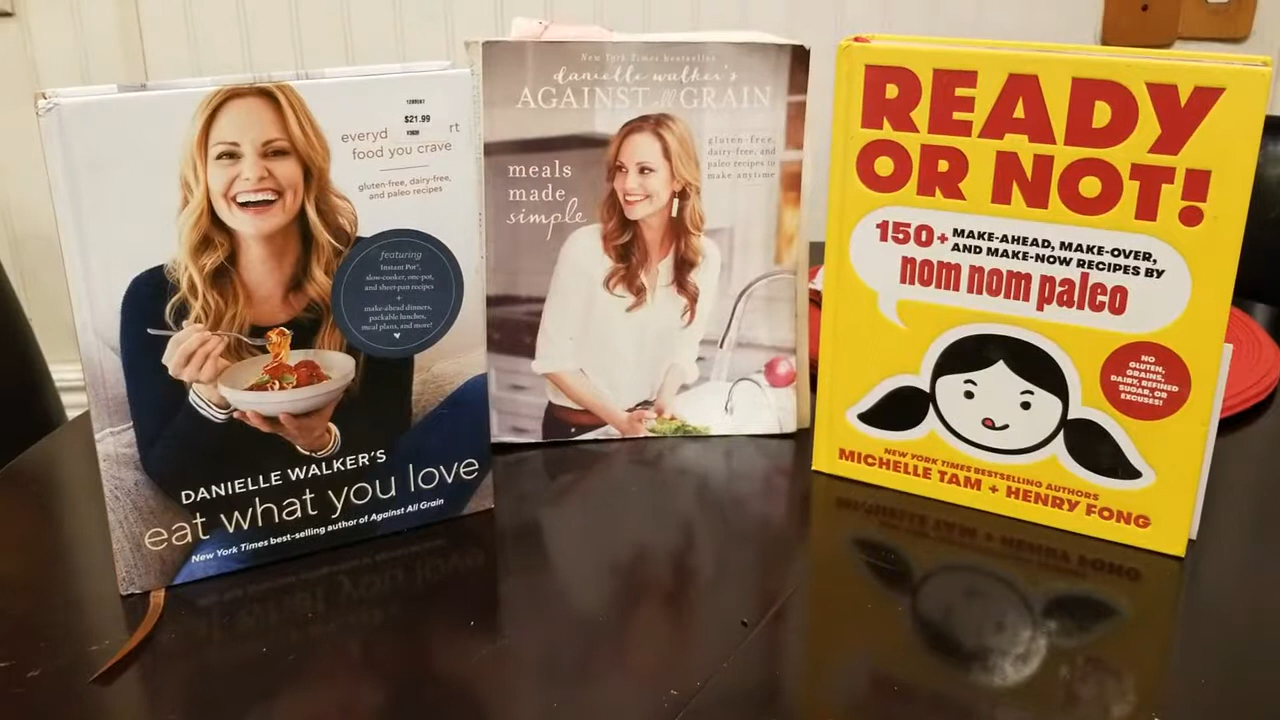 1289087
$21.99
everyd rt
food you crave
gluten-free, dairy-free,
and paleo recipes
featuring
Instant Pot®,
slow-cooker, one-pot,
and sheet-pan recipes
+
make-ahead dinners,
packable lunches,
meal plans, and more!
DANIELLE WALKER'S
eat what you love
New York Times best-selling author of Against All Grain
New York Times bestseller
danielle walker's
AGAINST all GRAIN
meals
made
simple
gluten-free,
dairy-free, and
paleo recipes to
make anytime
READY
OR NOT!
150+ MAKE-AHEAD, MAKE-OVER,
AND MAKE-NOW RECIPES BY
nom nom paleo
NO
GLUTEN,
GRAINS,
DAIRY, REFINED
SUGAR, OR
EXCUSES!
NEW YORK TIMES BESTSELLING AUTHORS
MICHELLE TAM + HENRY FONG